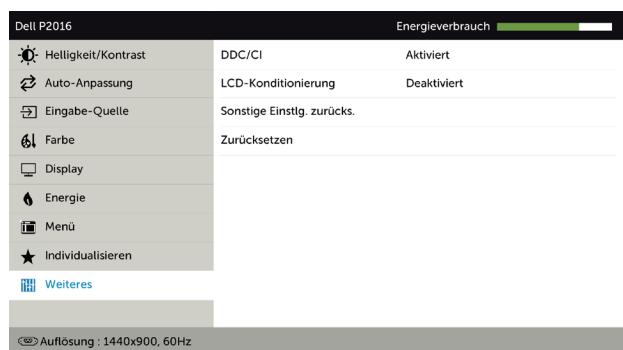 Dell P2016 Energieverbrauch
Helligkeit/Kontrast DDC/CI Aktiviert
Auto-Anpassung LCD-Konditionierung Deaktiviert
Eingabe-Quelle Sonstige Einstlg. zurücks.
Farbe Zurücksetzen
Display
Energie
Menü
Individualisieren
Weiteres
Auflösung : 1440x900, 60Hz